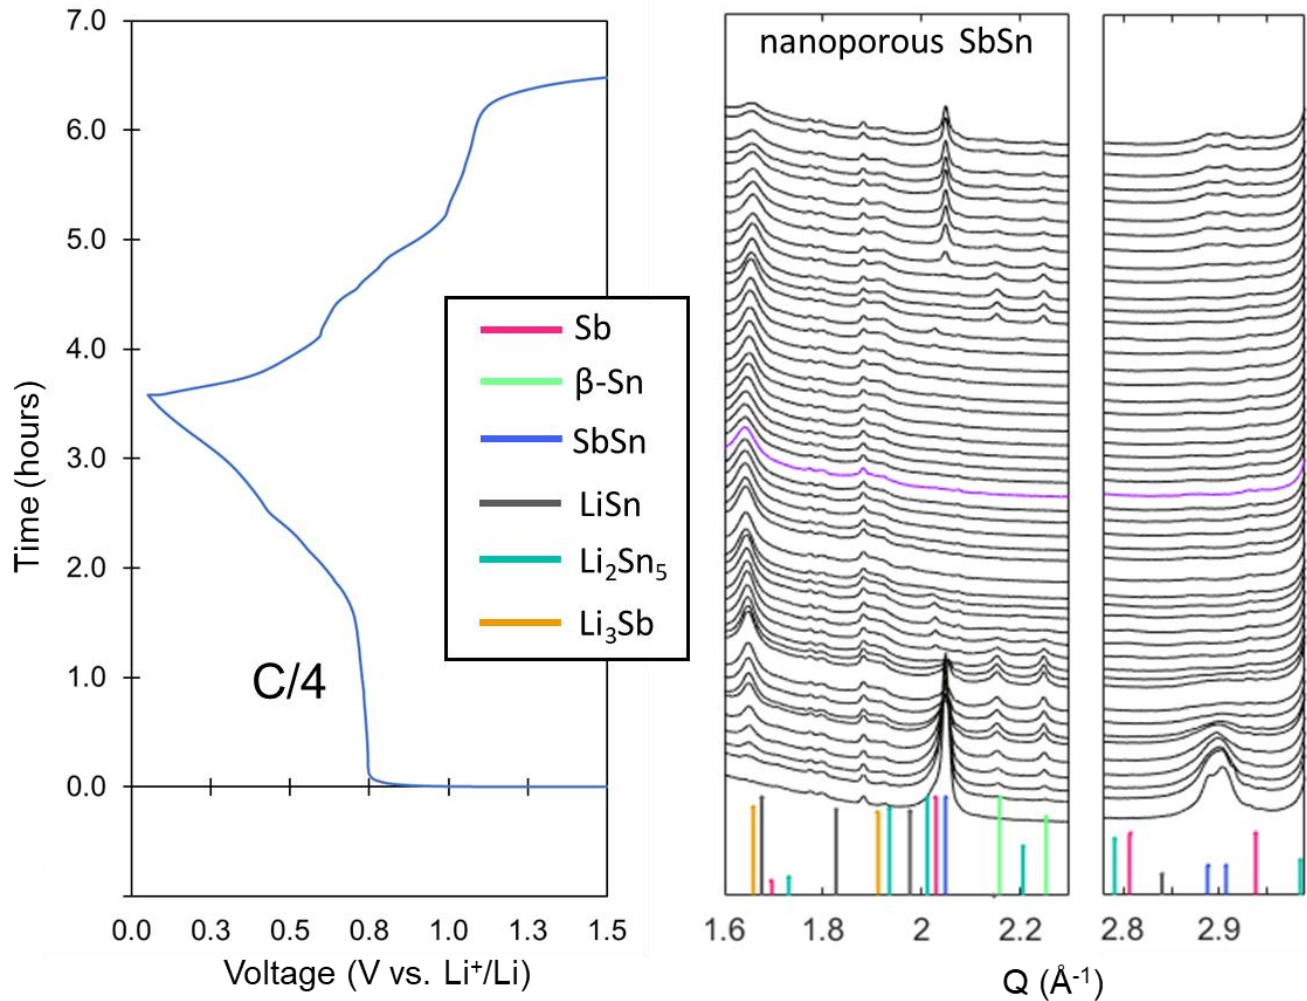 7.0
6.0
5.0
4.0
3.0
2.0
1.0
0.0
Time (hours)
C/4
0.0
0.3
0.5
0.8
1.0
1.3
1.5
Voltage (V vs. Li⁺/Li)
Sb
β-Sn
SbSn
LiSn
Li₂Sn₅
Li₃Sb
nanoporous SbSn
1.6
1.8
2
2.2
2.8
2.9
Q (Å⁻¹)